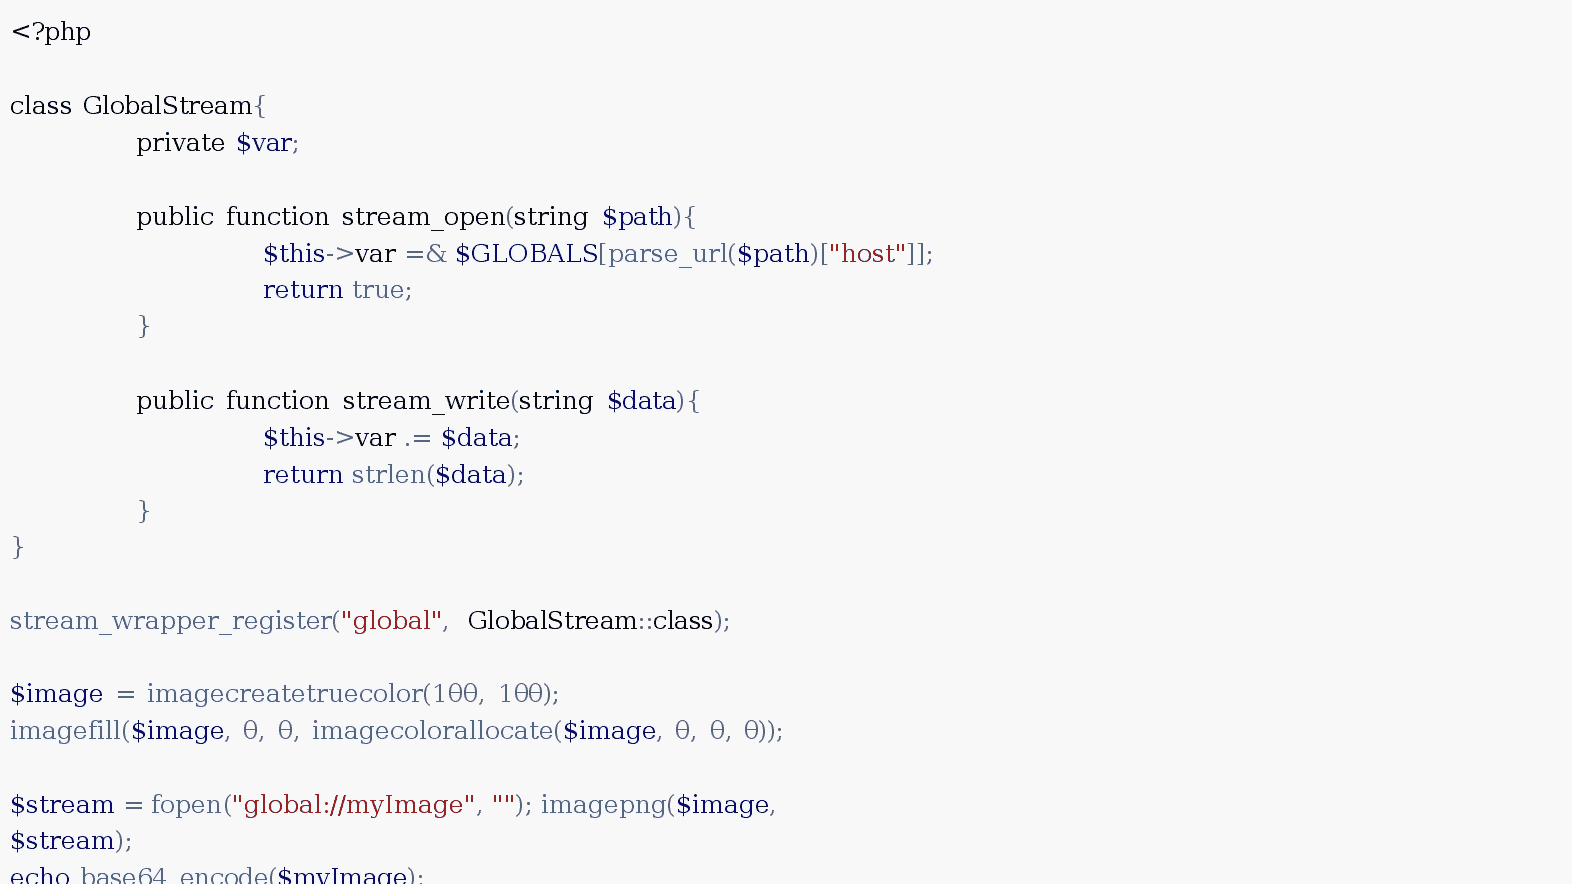 <?php
class GlobalStream{
private $var;
public function stream_open(string $path){
$this->var =& $GLOBALS[parse_url($path)["host"]];
return true;
}
public function stream_write(string $data){
$this->var .= $data;
return strlen($data);
}
}
stream_wrapper_register("global", GlobalStream::class);
$image = imagecreatetruecolor(100, 100);
imagefill($image, 0, 0, imagecolorallocate($image, 0, 0, 0));
$stream = fopen("global://myImage", ""); imagepng($image,
$stream);
echo base64_encode($myImage);